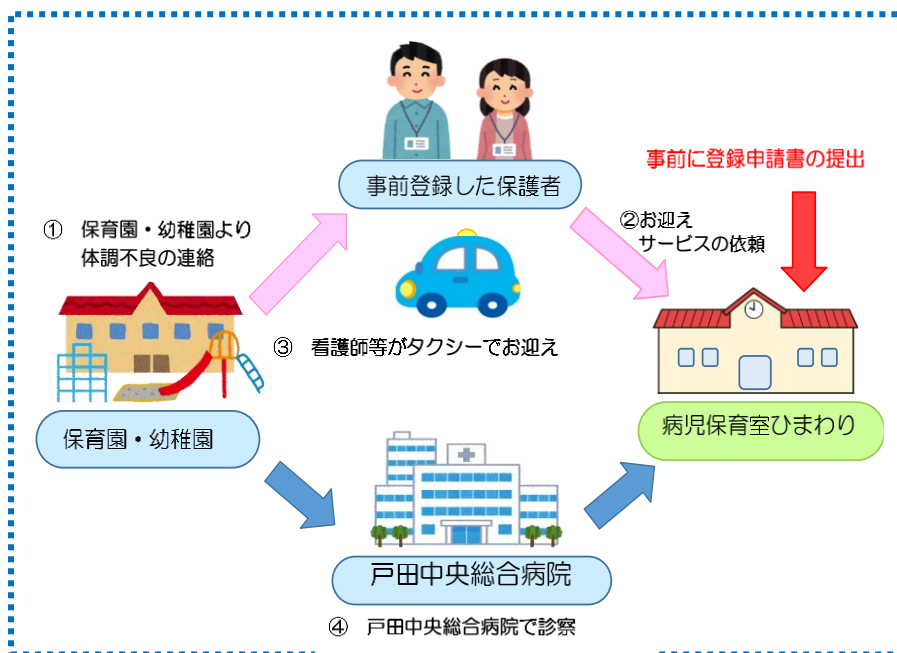 事前登録した保護者
事前に登録申請書の提出
① 保育園・幼稚園より
体調不良の連絡
②お迎え
サービスの依頼
③ 看護師等がタクシーでお迎え
保育園・幼稚園
病児保育室ひまわり
戸田中央総合病院
④ 戸田中央総合病院で診察